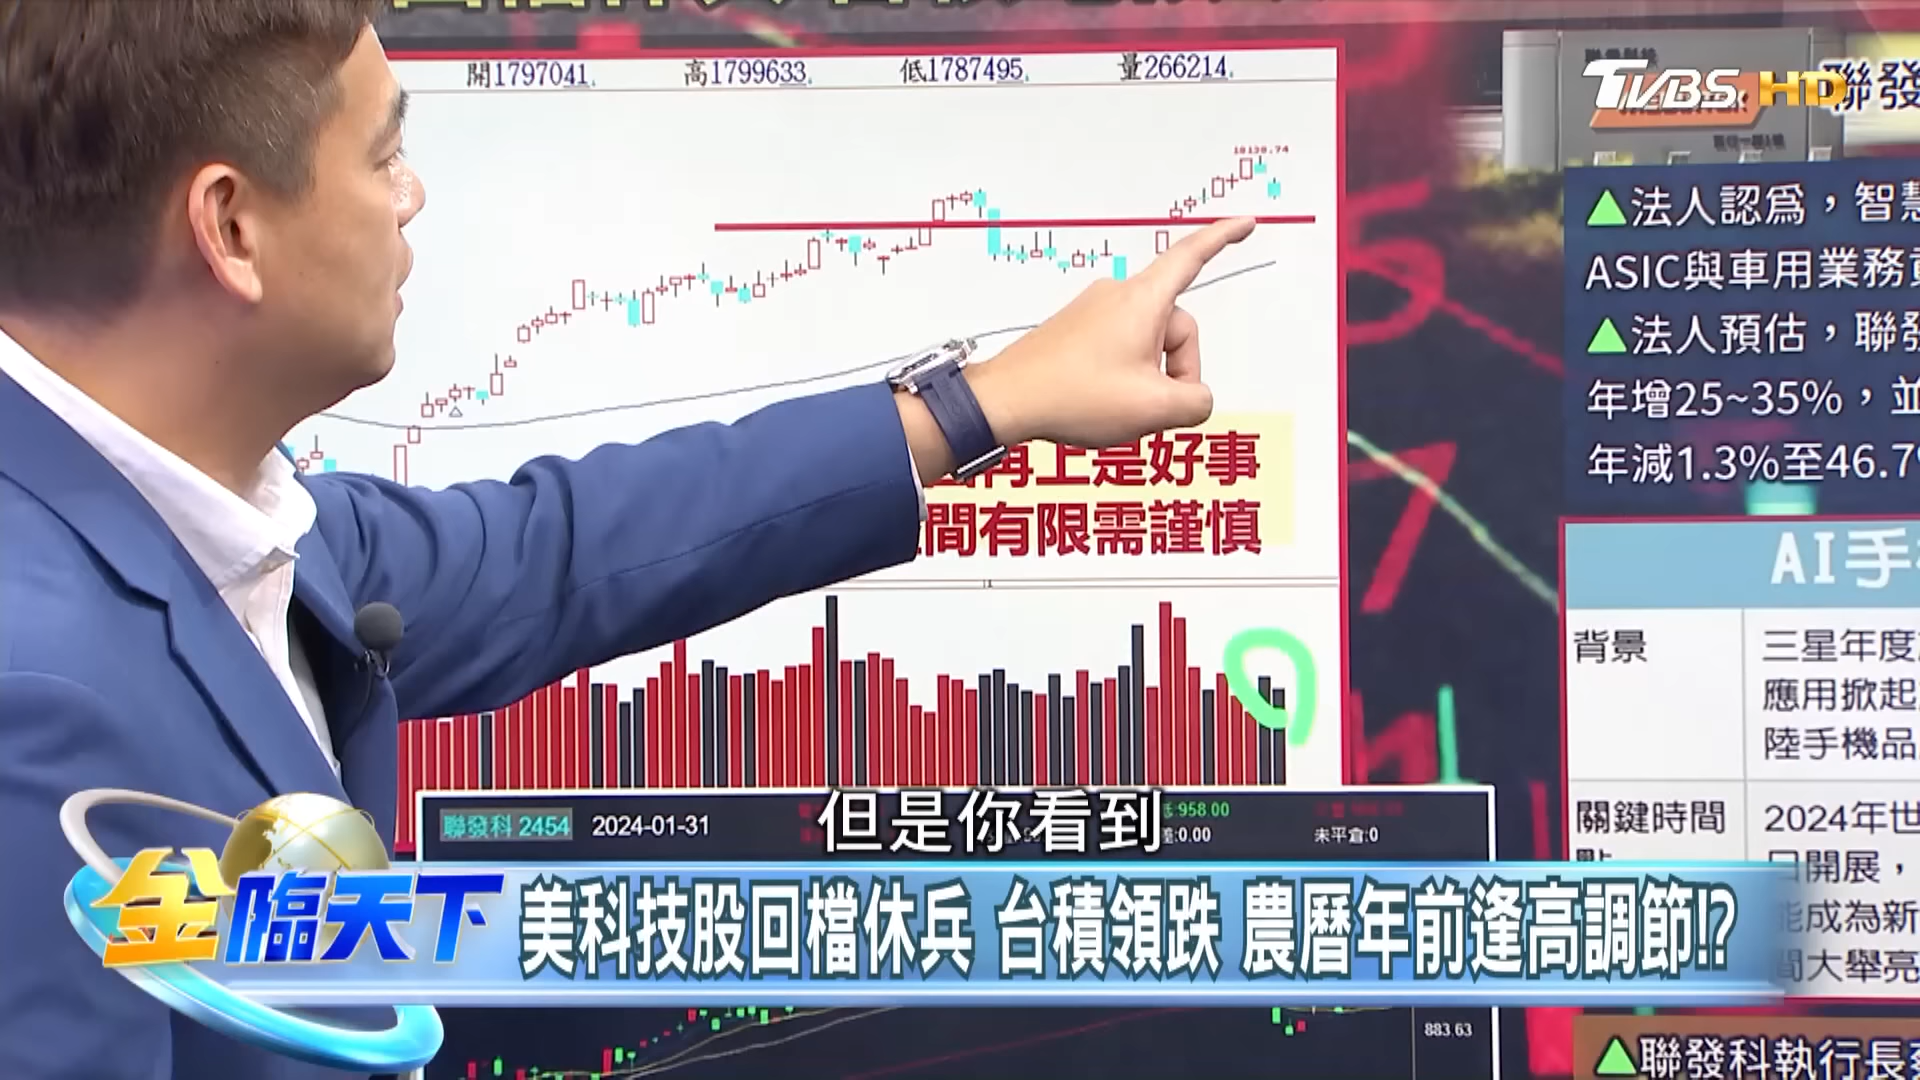 開1797041. 高1799633. 低1787495. 量266214.
TVBS HD
聯發
18138.74
▲法人認為，智慧
ASIC與車用業務
▲法人預估，聯發
年增25~35%，並
年減1.3%至46.7%
再上是好事
間有限需謹慎
AI手
背景
三星年度
應用掀起
陸手機品
關鍵時間
2024年世
日開展，
能成為新
間大舉亮
聯發科 2454 2024-01-31
低:958.00
:0.00
未平倉:0
但是你看到
金臨天下
美科技股回檔休兵 台積領跌 農曆年前逢高調節!?
883.63
▲聯發科執行長